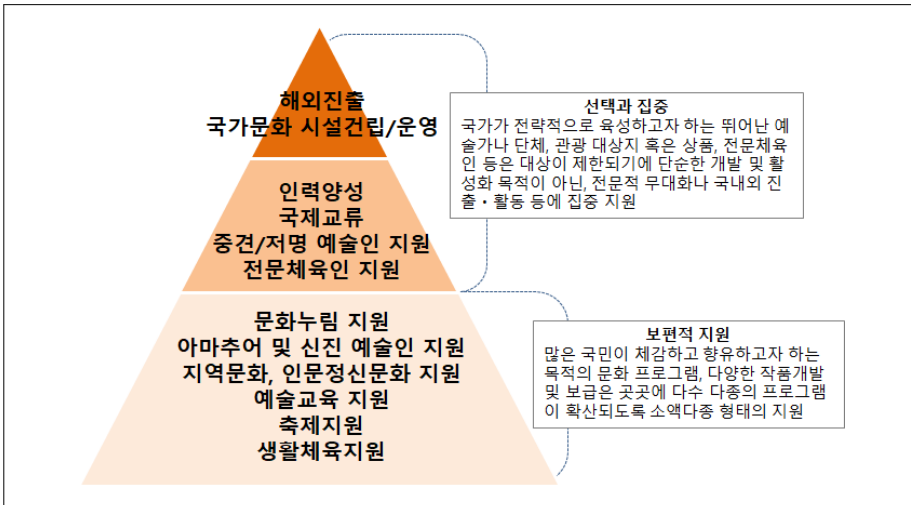 해외진출
국가문화 시설건립/운영
인력양성
국제교류
중견/저명 예술인 지원
전문체육인 지원
문화누림 지원
아마추어 및 신진 예술인 지원
지역문화, 인문정신문화 지원
예술교육 지원
축제지원
생활체육지원
선택과 집중
국가가 전략적으로 육성하고자 하는 뛰어난 예
술가나 단체, 관광 대상지 혹은 상품, 전문체육
인 등은 대상이 제한되기에 단순한 개발 및 활
성화 목적이 아닌, 전문적 무대화나 국내외 진
출・활동 등에 집중 지원
보편적 지원
많은 국민이 체감하고 향유하고자 하는
목적의 문화 프로그램, 다양한 작품개발
및 보급은 곳곳에 다수 다종의 프로그램
이 확산되도록 소액다종 형태의 지원